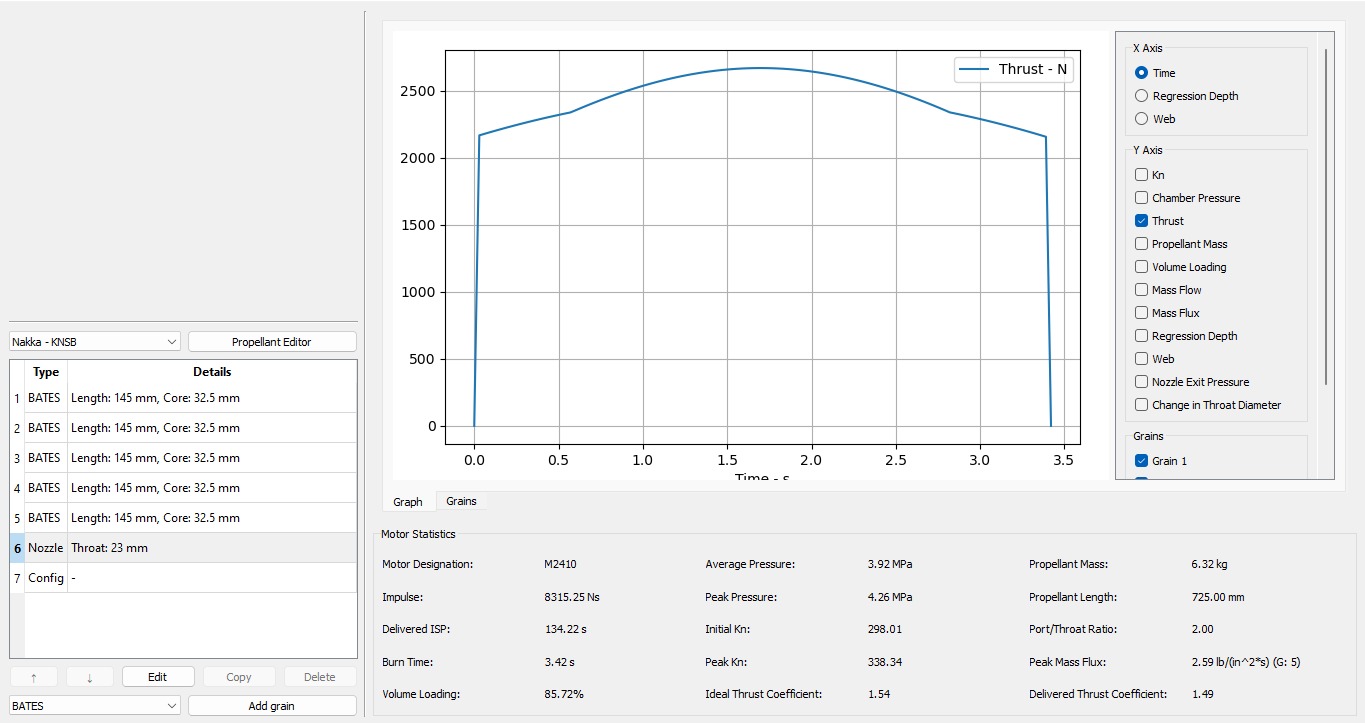 Nakka - KNSB
Propellant Editor
Type Details
1 BATES Length: 145 mm, Core: 32.5 mm
2 BATES Length: 145 mm, Core: 32.5 mm
3 BATES Length: 145 mm, Core: 32.5 mm
4 BATES Length: 145 mm, Core: 32.5 mm
5 BATES Length: 145 mm, Core: 32.5 mm
6 Nozzle Throat: 23 mm
7 Config -
↑ ↓ Edit Copy Delete
BATES Add grain
Thrust - N
2500
2000
1500
1000
500
0
0.0 0.5 1.0 1.5 2.0 2.5 3.0 3.5
Time - s
X Axis
Time
Regression Depth
Web
Y Axis
Kn
Chamber Pressure
Thrust
Propellant Mass
Volume Loading
Mass Flow
Mass Flux
Regression Depth
Web
Nozzle Exit Pressure
Change in Throat Diameter
Grains
Grain 1
Graph Grains
Motor Statistics
Motor Designation: M2410 Average Pressure: 3.92 MPa Propellant Mass: 6.32 kg
Impulse: 8315.25 Ns Peak Pressure: 4.26 MPa Propellant Length: 725.00 mm
Delivered ISP: 134.22 s Initial Kn: 298.01 Port/Throat Ratio: 2.00
Burn Time: 3.42 s Peak Kn: 338.34 Peak Mass Flux: 2.59 lb/(in^2*s) (G: 5)
Volume Loading: 85.72% Ideal Thrust Coefficient: 1.54 Delivered Thrust Coefficient: 1.49